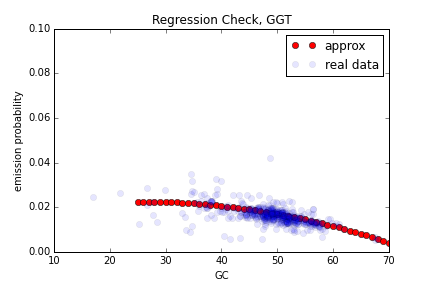 Regression Check, GGT
approx
real data
emission probability
0.10
0.08
0.06
0.04
0.02
0.00
10
20
30
40
50
60
70
GC